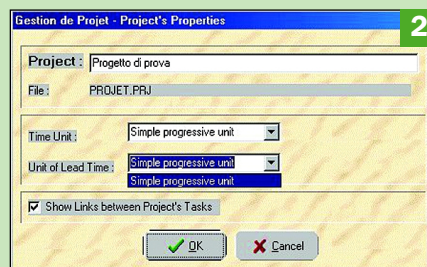 Gestion de Projet - Project's Properties
2
Project : Progetto di prova
File : PROJET.PRJ
Time Unit : Simple progressive unit
Unit of Lead Time : Simple progressive unit
Simple progressive unit
Show Links between Project's Tasks
OK Cancel